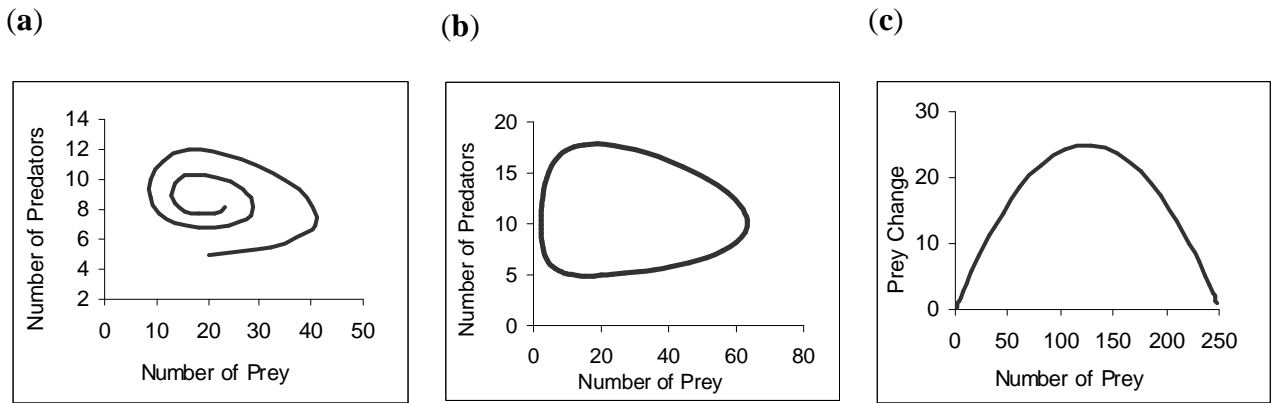 (a)
14
12
10
8
6
4
2
0 10 20 30 40 50
Number of Predators
Number of Prey
(b)
20
15
10
5
0
0 20 40 60 80
Number of Predators
Number of Prey
(c)
30
20
10
0
0 50 100 150 200 250
Prey Change
Number of Prey